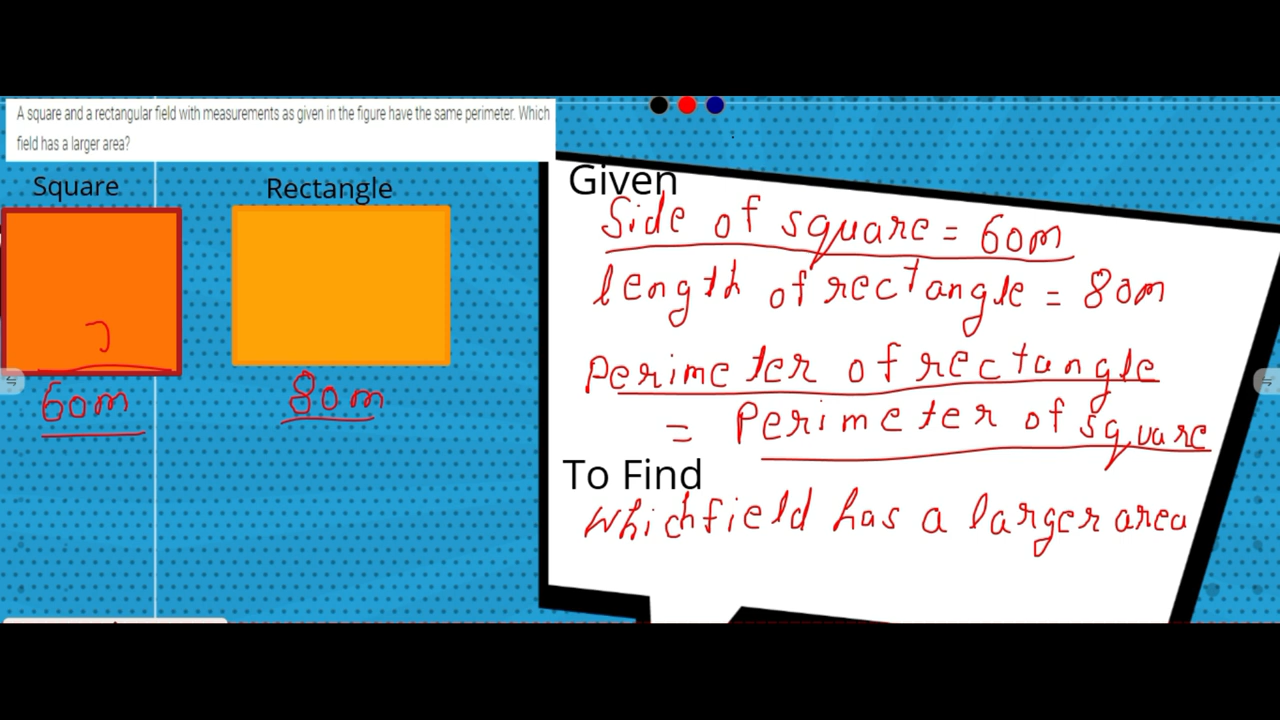 A square and a rectangular field with measurements as given in the figure have the same perimeter. Which
field has a larger area?
Square
Rectangle
60m
80m
Given
Side of square = 60m
length of rectangle = 80m
Perimeter of rectangle
= Perimeter of square
To Find
Which field has a larger area